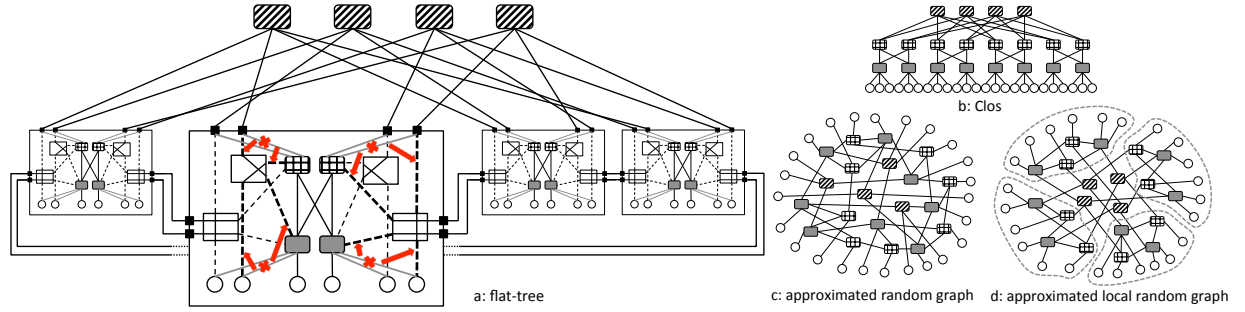 b: Clos
a: flat-tree
c: approximated random graph
d: approximated local random graph